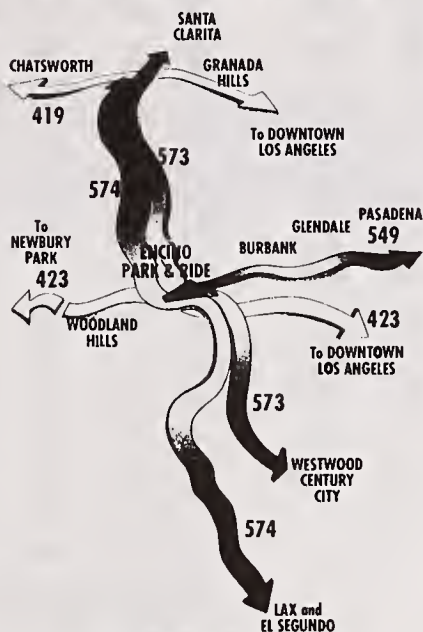 SANTA
CLARITA
CHATSWORTH
GRANADA
HILLS
419
To DOWNTOWN
LOS ANGELES
573
574
To
NEWBURY
PARK
423
ENCINO
PARK & RIDE
BURBANK
GLENDALE
PASADENA
549
WOODLAND
HILLS
423
To DOWNTOWN
LOS ANGELES
573
WESTWOOD
CENTURY
CITY
574
LAX and
EL SEGUNDO